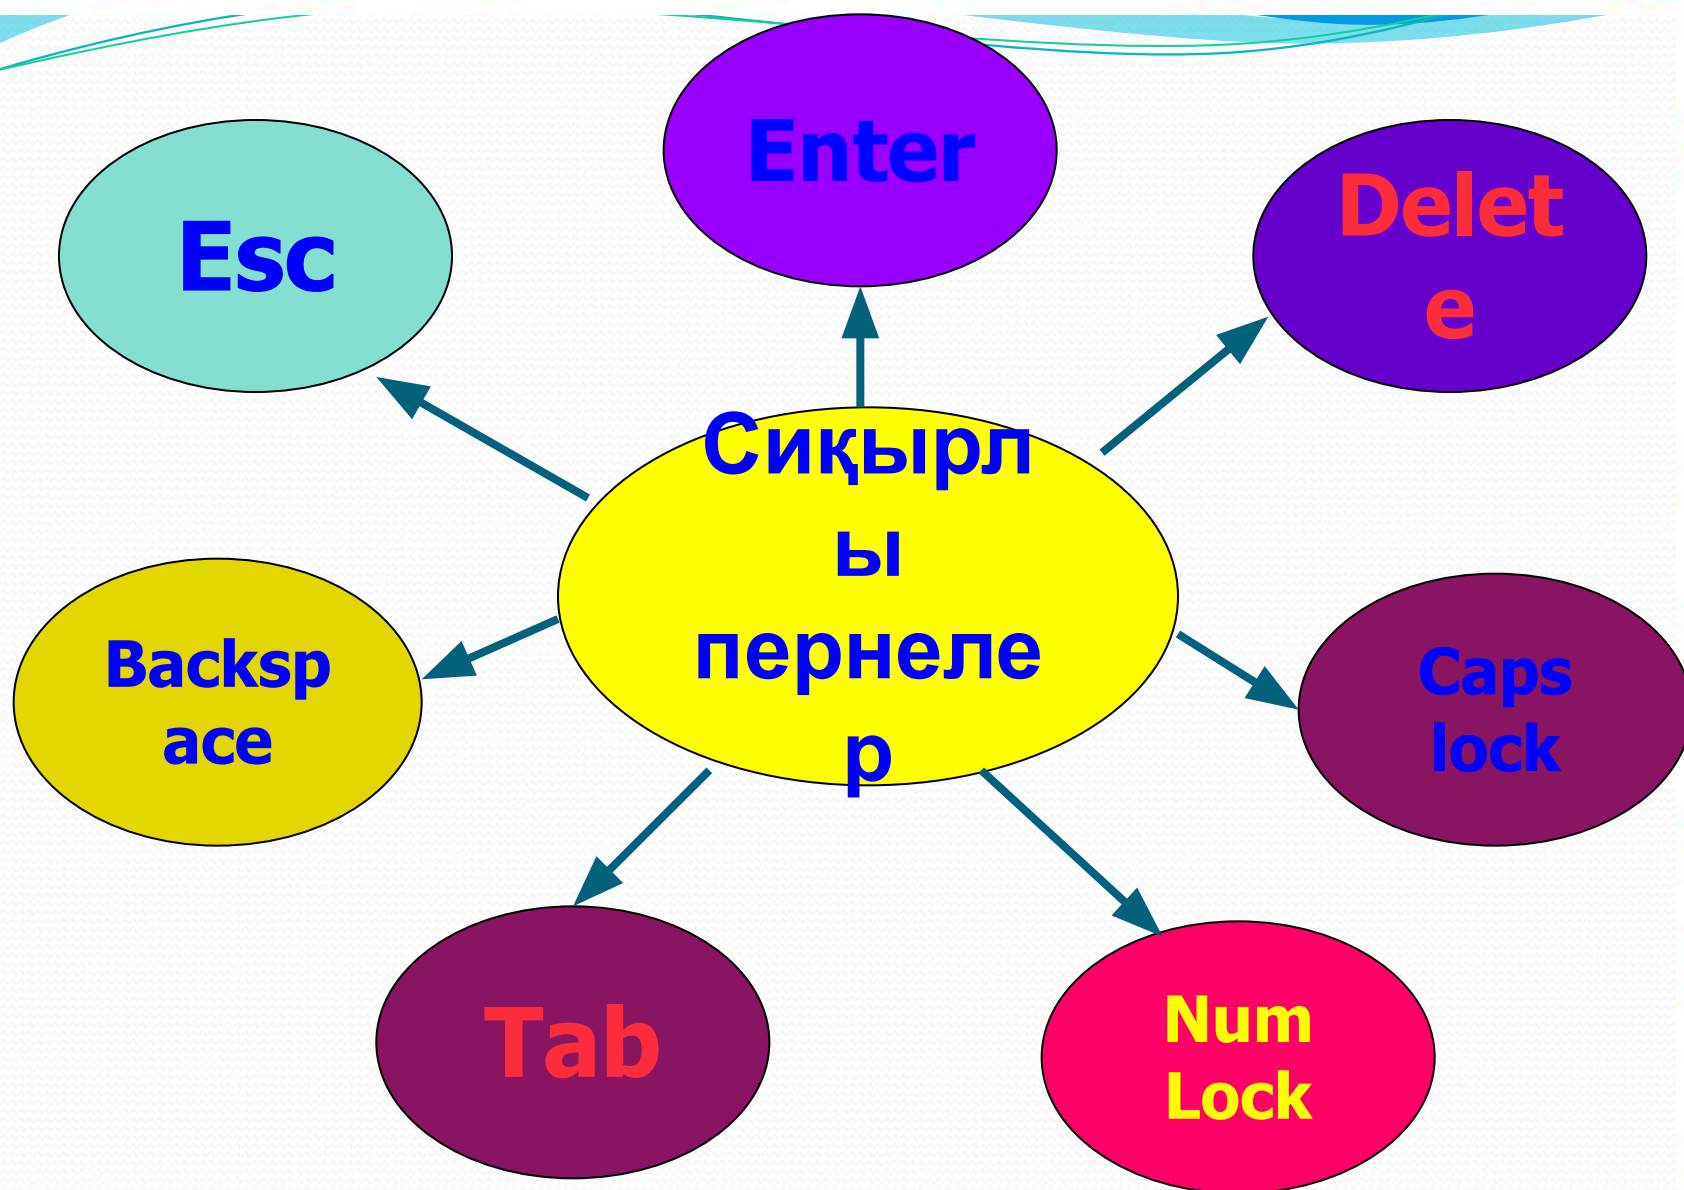 Enter
Esc
Delet
e
Сиқырл
ы
пернеле
р
Backsp
ace
Caps
lock
Tab
Num
Lock